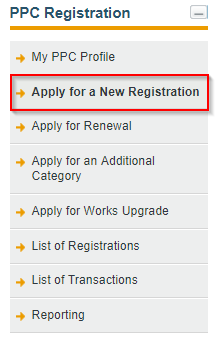 PPC Registration
My PPC Profile
Apply for a New Registration
Apply for Renewal
Apply for an Additional
Category
Apply for Works Upgrade
List of Registrations
List of Transactions
Reporting